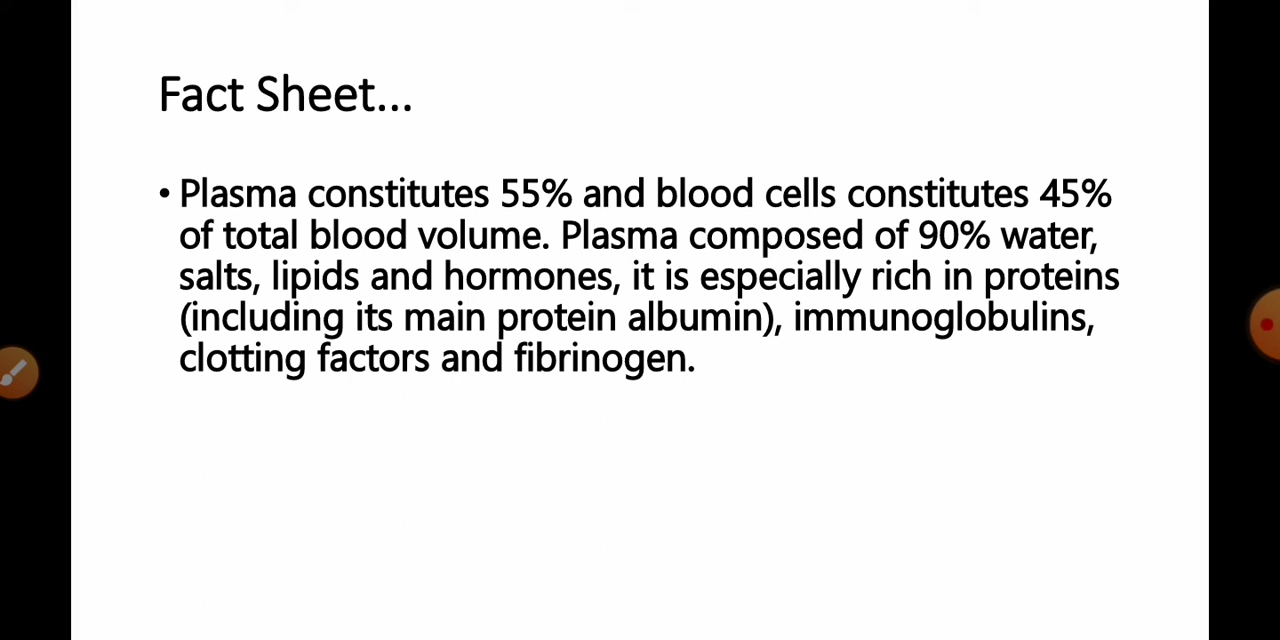 Fact Sheet...
• Plasma constitutes 55% and blood cells constitutes 45%
of total blood volume. Plasma composed of 90% water,
salts, lipids and hormones, it is especially rich in proteins
(including its main protein albumin), immunoglobulins,
clotting factors and fibrinogen.